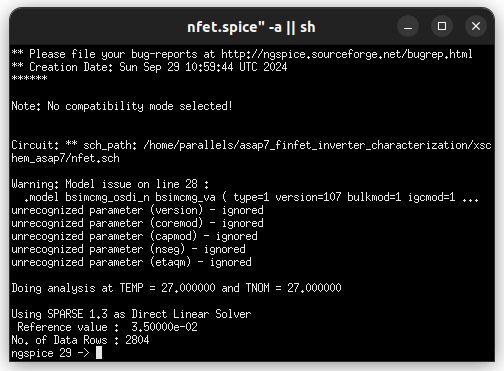 nfet.spice" -a || sh
** Please file your bug-reports at http://ngspice.sourceforge.net/bugrep.html
** Creation Date: Sun Sep 29 10:59:44 UTC 2024
******
Note: No compatibility mode selected!
Circuit: ** sch_path: /home/parallels/asap7_finfet_inverter_characterization/xsc
hem_asap7/nfet.sch
Warning: Model issue on line 28 :
.model bsimcmg_osdi_n bsimcmg_va ( type=1 version=107 bulkmod=1 igcmod=1 ...
unrecognized parameter (version) - ignored
unrecognized parameter (coremod) - ignored
unrecognized parameter (capmod) - ignored
unrecognized parameter (nseg) - ignored
unrecognized parameter (etaqm) - ignored
Doing analysis at TEMP = 27.000000 and TNOM = 27.000000
Using SPARSE 1.3 as Direct Linear Solver
Reference value :  3.50000e-02
No. of Data Rows : 2804
ngspice 29 ->